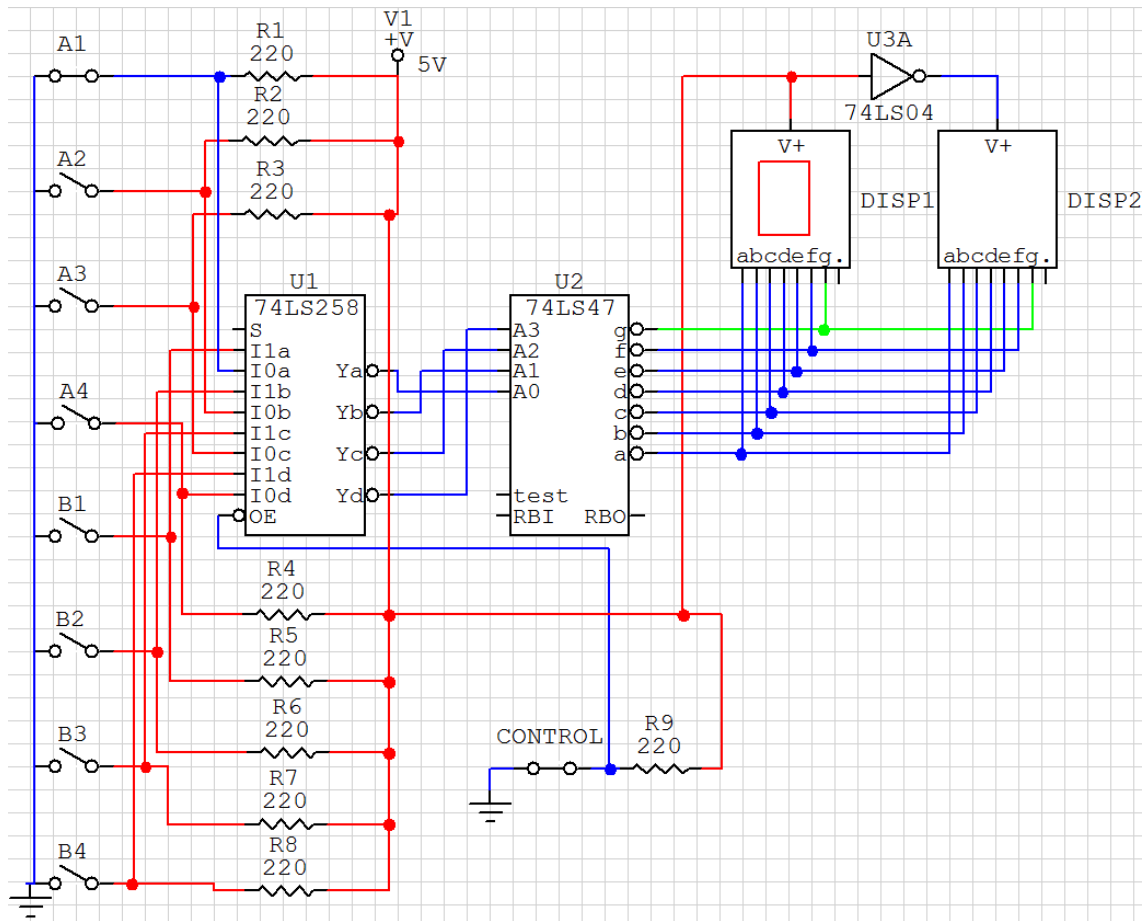 V1
+V
5V
A1
R1
220
R2
220
R3
220
A2
A3
A4
B1
B2
B3
B4
U1
74LS258
S
I1a
I0a
I1b
I0b
I1c
I0c
I1d
I0d
OE
Ya
Yb
Yc
Yd
U2
74LS47
A3
A2
A1
A0
test
RBI
g
f
e
d
c
b
a
RBO
U3A
74LS04
V+
abcdefg.
DISP1
V+
abcdefg.
DISP2
R4
220
R5
220
R6
220
R7
220
R8
220
CONTROL
R9
220